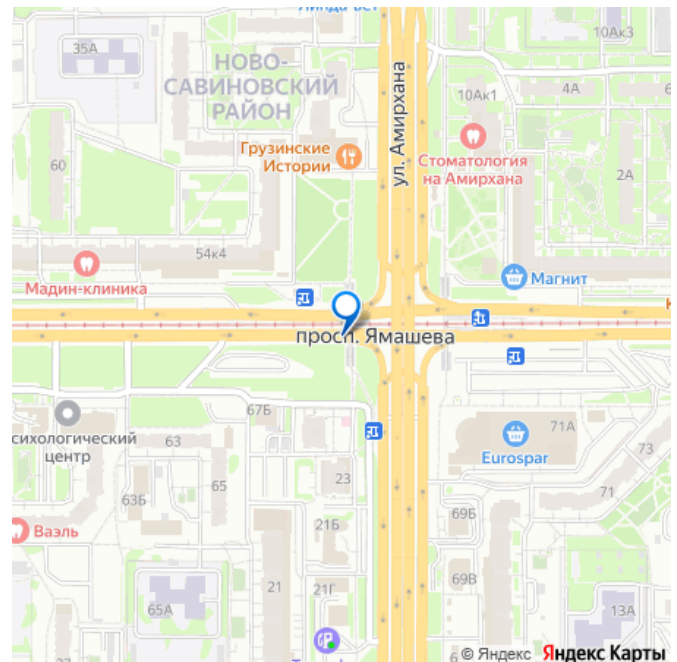 35А
НОВО-
САВИНОВСКИЙ
РАЙОН
10Ак3
10Ак1
4А
ул. Амирхана
Грузинские
Истории
Стоматология
на Амирхана
60
2А
54к4
Мадин-клиника
Магнит
просп. Ямашева
67Б
71А
сихологический
центр
63
Eurospar
73
65
23
71
63Б
69Б
Ваэль
21Б
21
21Г
69В
65А
13А
© Яндекс Яндекс Карты